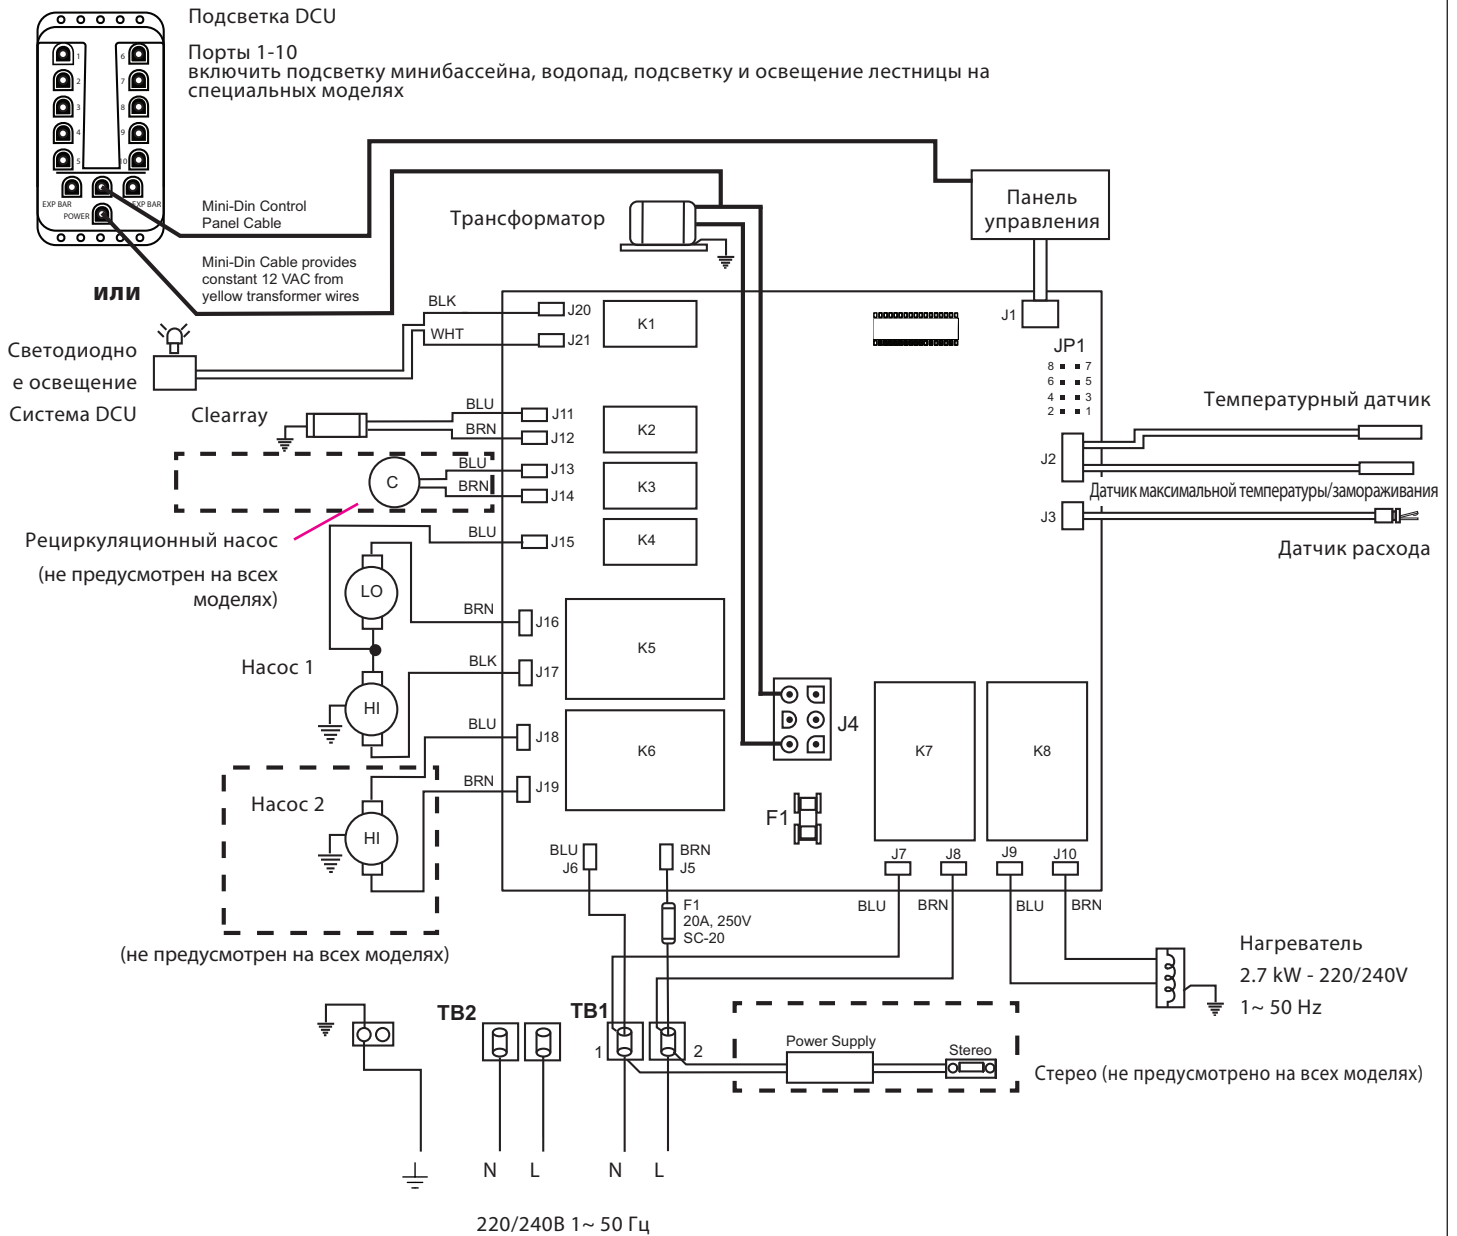 Подсветка DCU
Порты 1-10
включить подсветку минибассейна, водопад, подсветку и освещение лестницы на
специальных моделях
1
6
2
7
3
8
4
9
5
10
EXP BAR
EXP BAR
POWER
Mini-Din Control
Panel Cable
Mini-Din Cable provides
constant 12 VAC from
yellow transformer wires
или
Трансформатор
Панель
управления
Светодиодно
е освещение
Система DCU
BLK
WHT
J20
J21
K1
J1
JP1
8 7
6 5
4 3
2 1
Clearray
BLU
BRN
J11
J12
K2
Температурный датчик
J2
C
BLU
BRN
J13
J14
K3
Датчик максимальной температуры/замораживания
J3
Датчик расхода
Рециркуляционный насос
(не предусмотрен на всех
моделях)
BLU
J15
K4
LO
BRN
J16
K5
Насос 1
BLK
J17
HI
BLU
J18
K6
J4
K7
K8
Насос 2
BRN
J19
HI
F1
BLU
J6
BRN
J5
J7
J8
J9
J10
F1
20A, 250V
SC-20
BLU
BRN
BLU
BRN
(не предусмотрен на всех моделях)
Нагреватель
2.7 kW - 220/240V
1~ 50 Hz
TB2
TB1
1
2
Power Supply
Stereo
Стерео (не предусмотрено на всех моделях)
N
L
N
L
220/240В 1~ 50 Гц